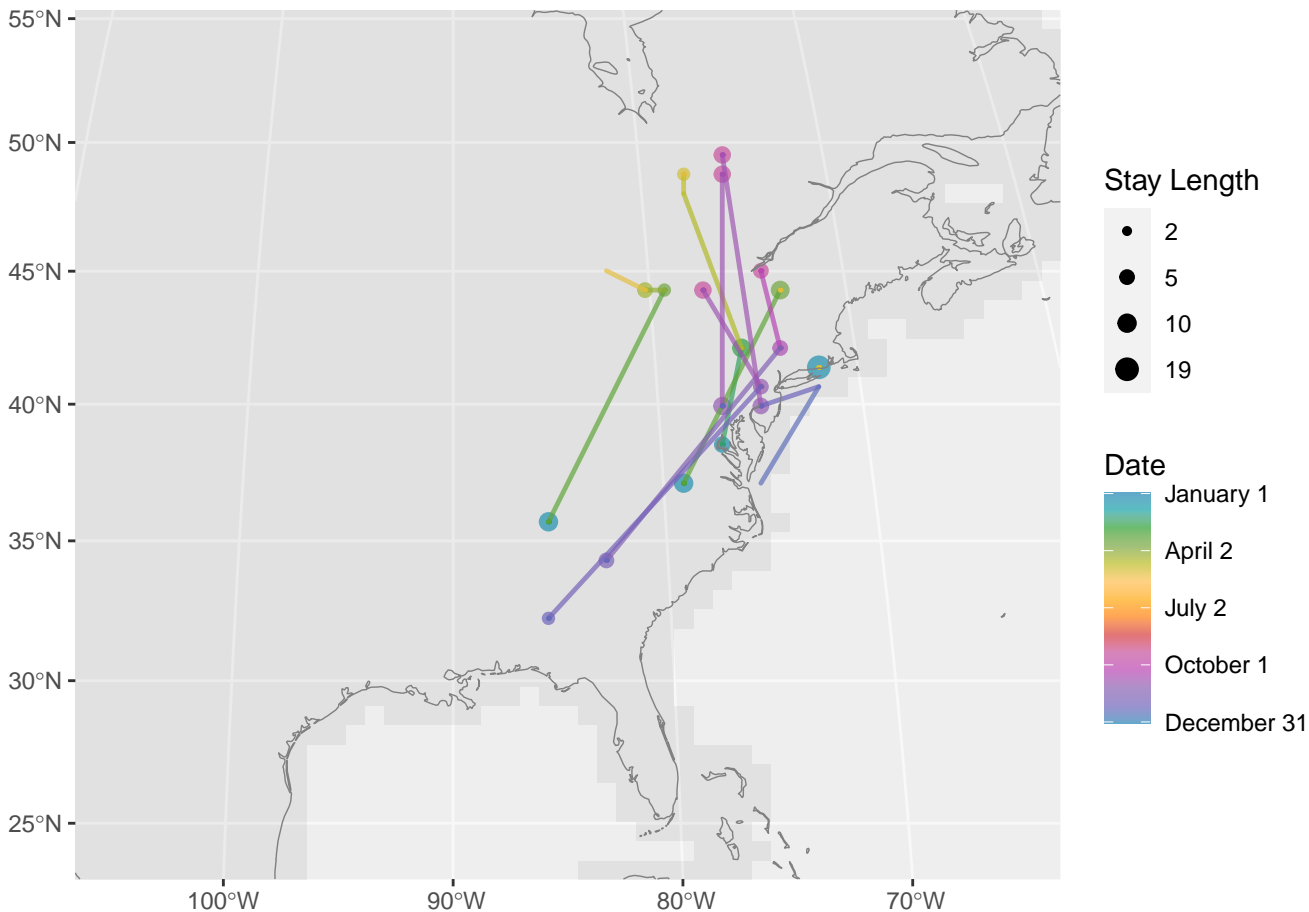 55°N
50°N
45°N
40°N
35°N
30°N
25°N
100°W
90°W
80°W
70°W
Stay Length
2
5
10
19
Date
January 1
April 2
July 2
October 1
December 31